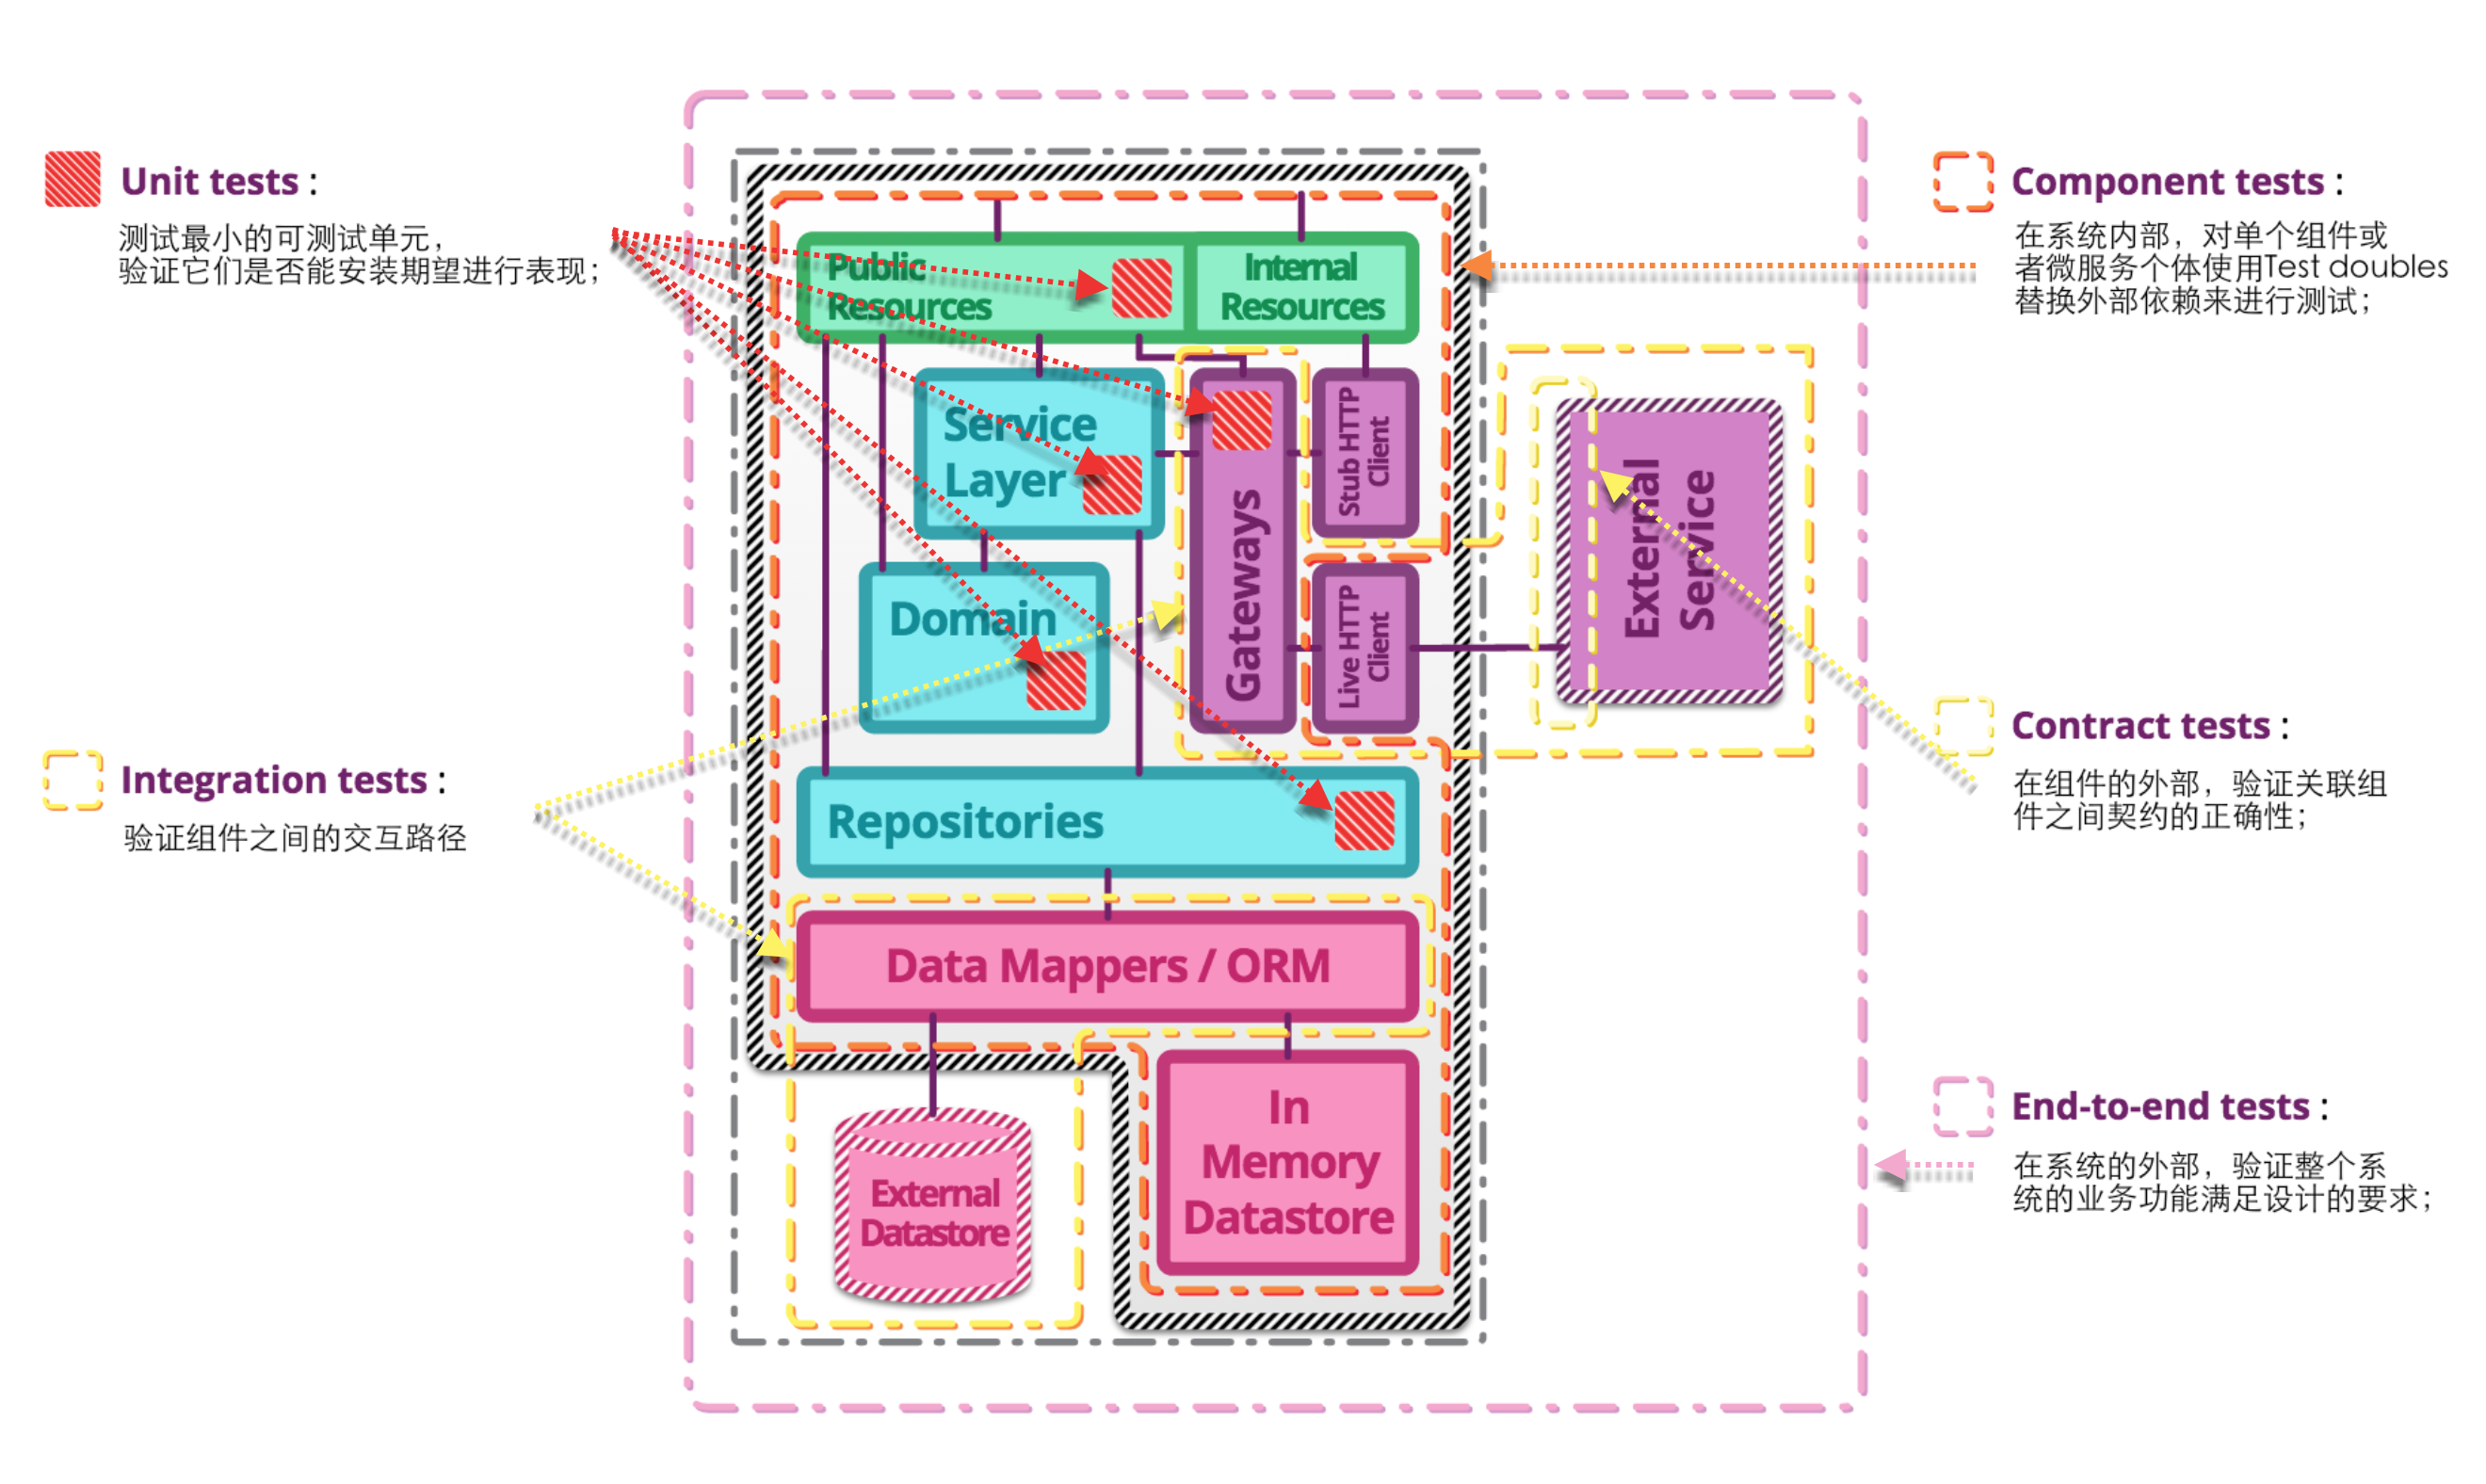 Unit tests :
测试最小的可测试单元，
验证它们是否能安装期望进行表现；
Integration tests :
验证组件之间的交互路径
Public
Resources
Internal
Resources
Service
Layer
Gateways
Stub HTTP
Client
Domain
Live HTTP
Client
External
Service
Repositories
Data Mappers / ORM
External
Datastore
In
Memory
Datastore
Component tests :
在系统内部，对单个组件或
者微服务个体使用Test doubles
替换外部依赖来进行测试；
Contract tests :
在组件的外部，验证关联组
件之间契约的正确性；
End-to-end tests :
在系统的外部，验证整个系
统的业务功能满足设计的要求；